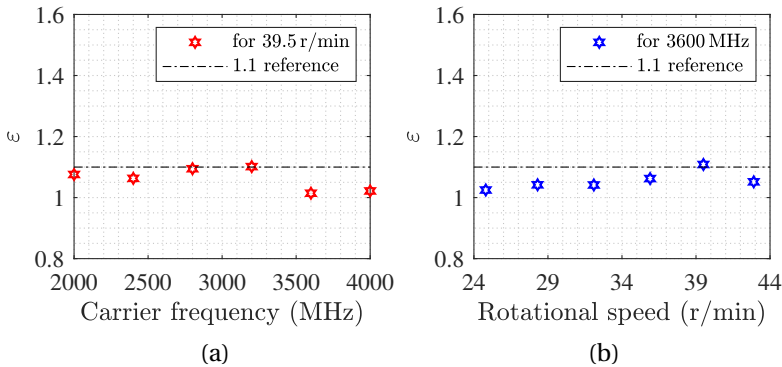 1.6
1.4
1.2
1
0.8
ε
for 39.5 r/min
1.1 reference
2000 2500 3000 3500 4000
Carrier frequency (MHz)
(a)
1.6
1.4
1.2
1
0.8
ε
for 3600 MHz
1.1 reference
24 29 34 39 44
Rotational speed (r/min)
(b)